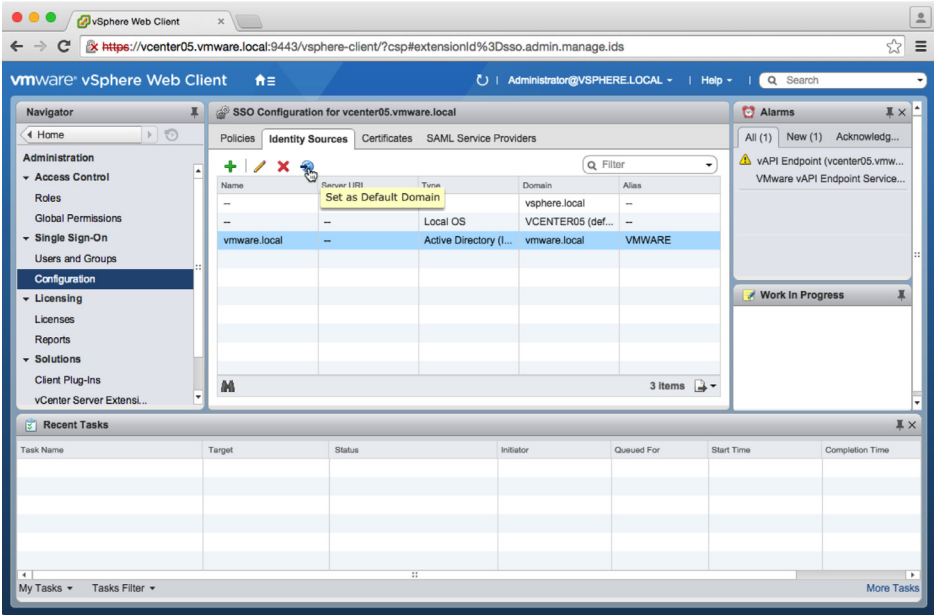 vSphere Web Client
https://vcenter05.vmware.local:9443/vsphere-client/?csp#extensionId%3Dsso.admin.manage.ids
vmware® vSphere Web Client
Administrator@VSPHERE.LOCAL
Help
Search
Navigator
Home
Administration
Access Control
Roles
Global Permissions
Single Sign-On
Users and Groups
Configuration
Licensing
Licenses
Reports
Solutions
Client Plug-Ins
vCenter Server Extensi...
SSO Configuration for vcenter05.vmware.local
Policies Identity Sources Certificates SAML Service Providers
Filter
Name Server URL Type Domain Alias
Set as Default Domain
-- vsphere.local --
-- -- Local OS VCENTER05 (def... --
vmware.local -- Active Directory (I... vmware.local VMWARE
3 items
Alarms
All (1) New (1) Acknowledg...
vAPI Endpoint (vcenter05.vmw...
VMware vAPI Endpoint Service...
Work In Progress
Recent Tasks
Task Name Target Status Initiator Queued For Start Time Completion Time
My Tasks Tasks Filter More Tasks